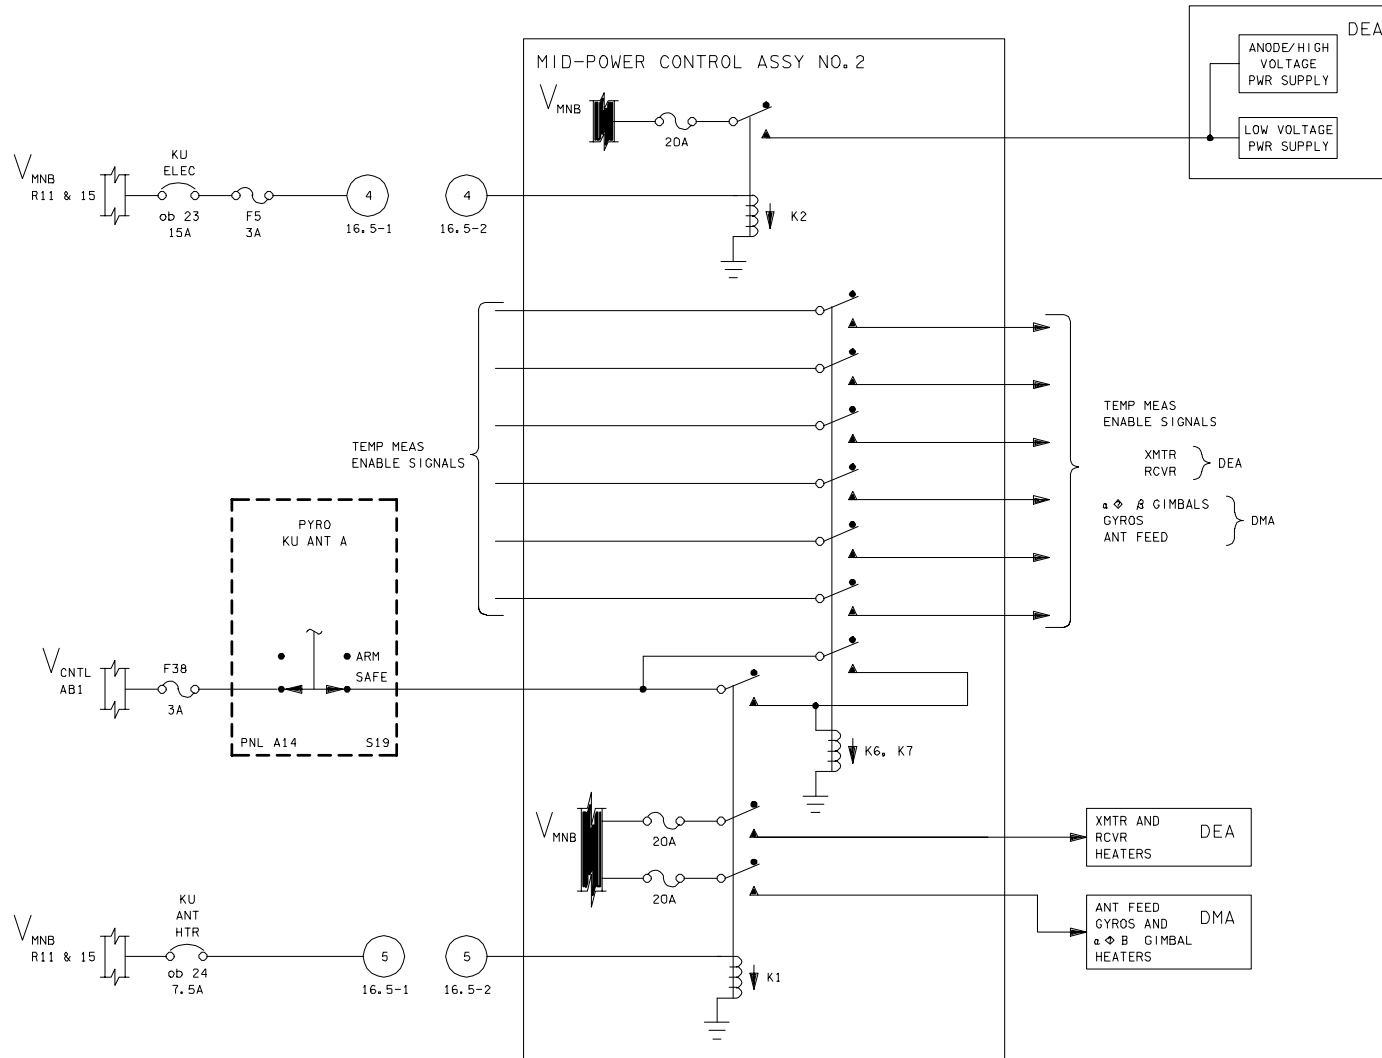 DEA
ANODE/HIGH
VOLTAGE
PWR SUPPLY
LOW VOLTAGE
PWR SUPPLY
MID-POWER CONTROL ASSY NO. 2
V MNB
20A
V MNB
R11 & 15
KU
ELEC
ob 23
15A
F5
3A
4
16.5-1
4
16.5-2
K2
TEMP MEAS
ENABLE SIGNALS
TEMP MEAS
ENABLE SIGNALS
XMTR
RCVR
DEA
α ⟠ β GIMBALS
GYROS
ANT FEED
DMA
PYRO
KU ANT A
ARM
SAFE
PNL A14
S19
V CNTL
AB1
F38
3A
K6, K7
V MNB
20A
20A
XMTR AND
RCVR
HEATERS
DEA
ANT FEED
GYROS AND
α ⟠ B GIMBAL
HEATERS
DMA
V MNB
R11 & 15
KU
ANT
HTR
ob 24
7.5A
5
16.5-1
5
16.5-2
K1